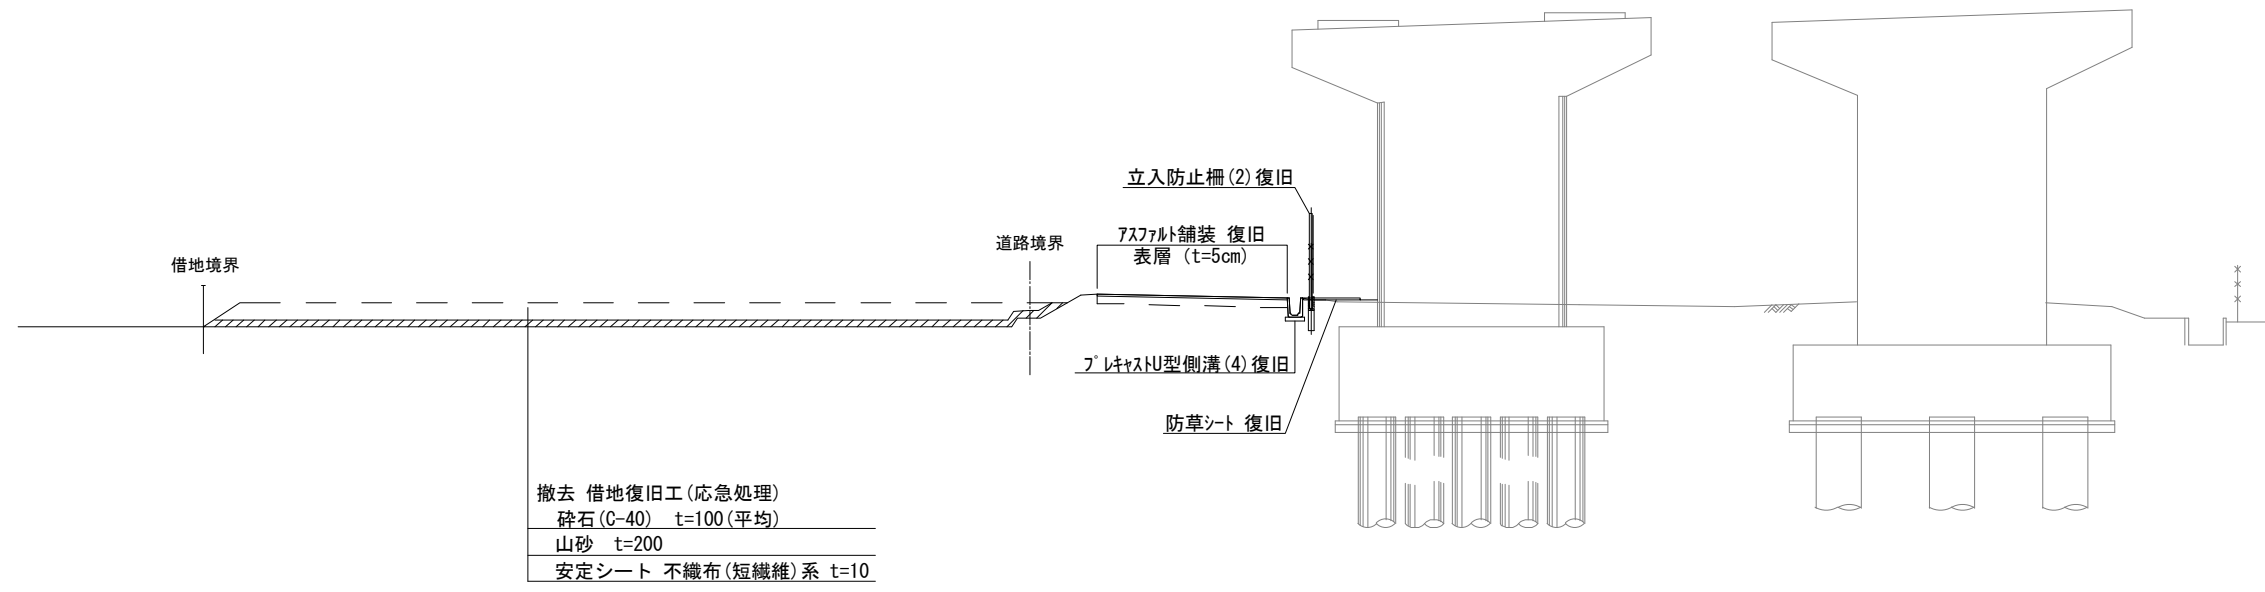 立入防止柵(2)復旧
アスファルト舗装 復旧
表層 (t=5cm)
道路境界
借地境界
プレキャストU型側溝(4)復旧
防草シート 復旧
撤去 借地復旧工(応急処理)
砕石(C-40) t=100(平均)
山砂 t=200
安定シート 不織布(短繊維)系 t=10